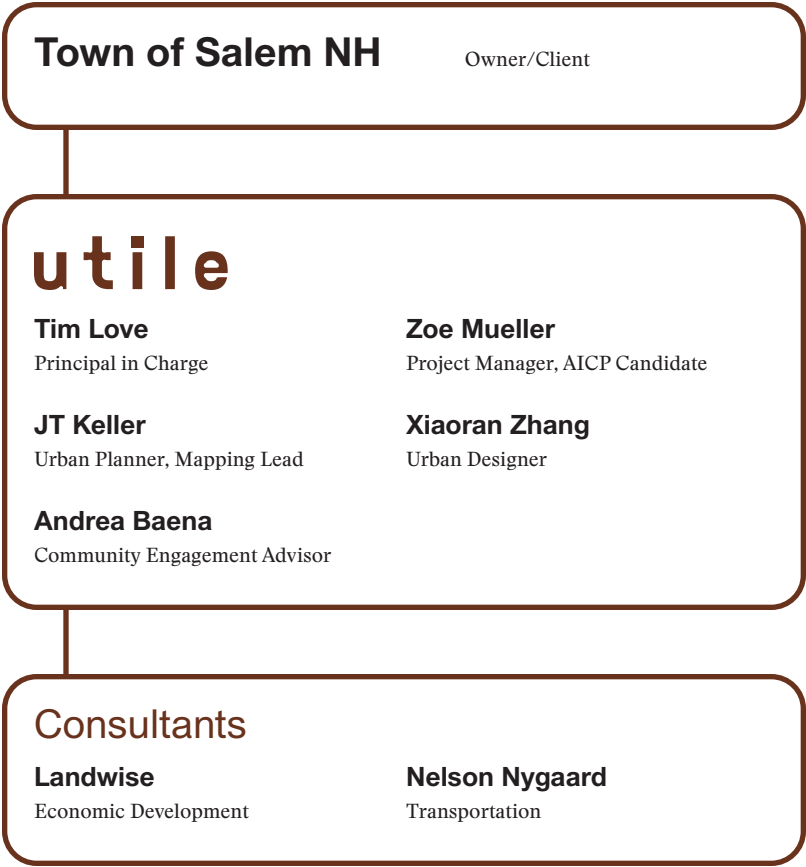 Town of Salem NH Owner/Client
utile
Tim Love
Principal in Charge
Zoe Mueller
Project Manager, AICP Candidate
JT Keller
Urban Planner, Mapping Lead
Xiaoran Zhang
Urban Designer
Andrea Baena
Community Engagement Advisor
Consultants
Landwise
Economic Development
Nelson Nygaard
Transportation